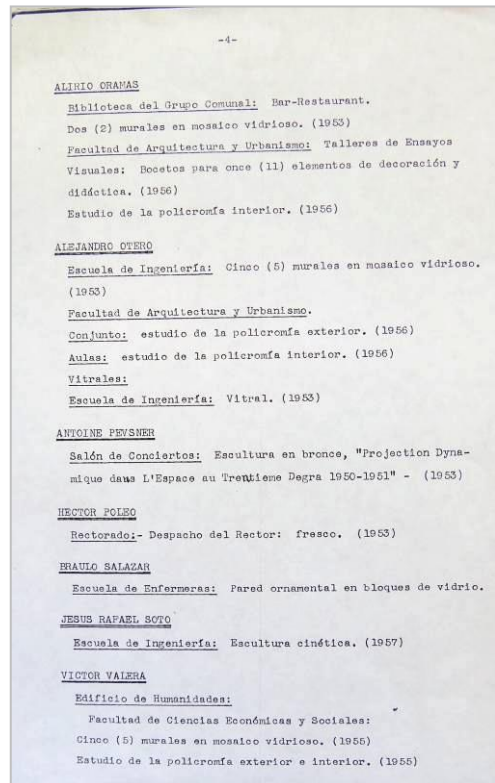 -4-
ALIRIO ORAMAS
Biblioteca del Grupo Comunal: Bar-Restaurant.
Dos (2) murales en mosaico vidrioso. (1953)
Facultad de Arquitectura y Urbanismo: Talleres de Ensayos
Visuales: Bocetos para once (11) elementos de decoración y
didáctica. (1956)
Estudio de la policromía interior. (1956)
ALEJANDRO OTERO
Escuela de Ingeniería: Cinco (5) murales en mosaico vidrioso.
(1953)
Facultad de Arquitectura y Urbanismo.
Conjunto: estudio de la policromía exterior. (1956)
Aulas: estudio de la policromía interior. (1956)
Vitrales:
Escuela de Ingeniería: Vitral. (1953)
ANTOINE PEVSNER
Salón de Conciertos: Escultura en bronce, "Projection Dyna-
mique dans L'Espace au Trentieme Degra 1950-1951" - (1953)
HECTOR POLEO
Rectorado:- Despacho del Rector: fresco. (1953)
BRAULO SALAZAR
Escuela de Enfermeras: Pared ornamental en bloques de vidrio.
JESUS RAFAEL SOTO
Escuela de Ingeniería: Escultura cinética. (1957)
VICTOR VALERA
Edificio de Humanidades:
Facultad de Ciencias Económicas y Sociales:
Cinco (5) murales en mosaico vidrioso. (1955)
Estudio de la policromía exterior e interior. (1955)